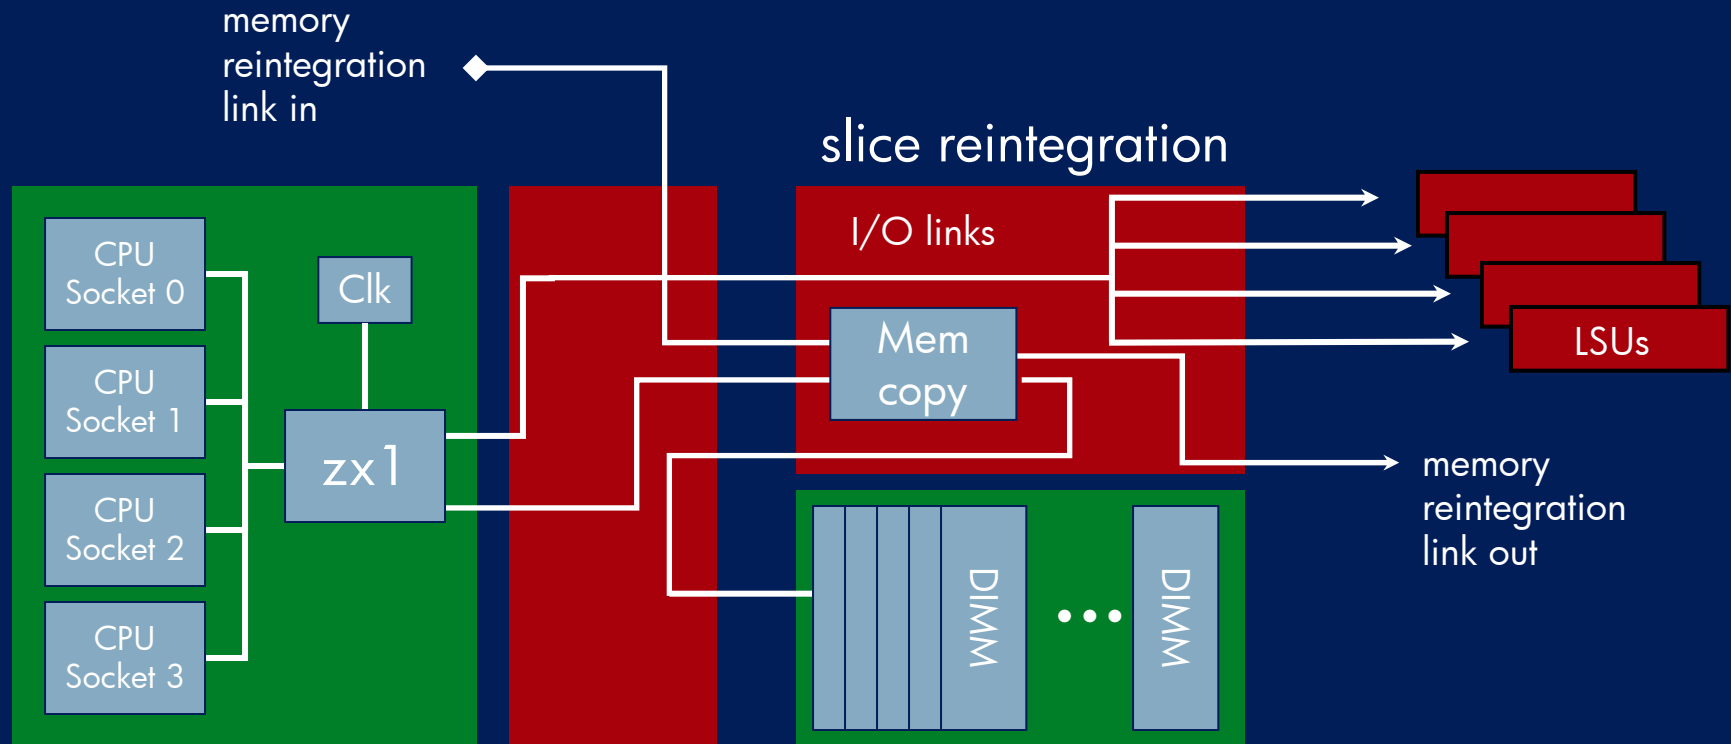 memory
reintegration
link in
slice reintegration
I/O links
CPU
Socket 0
Clk
CPU
Socket 1
zx1
CPU
Socket 2
CPU
Socket 3
Mem
copy
LSUs
memory
reintegration
link out
DIMM
DIMM